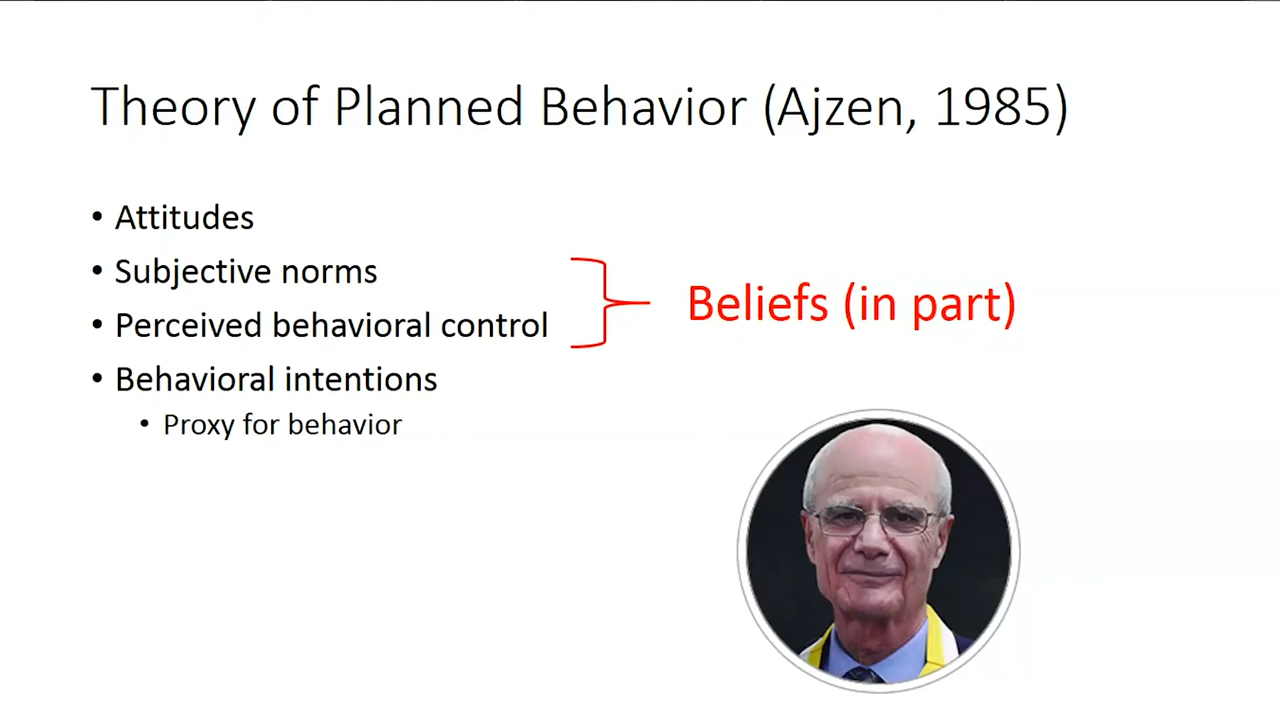 Theory of Planned Behavior (Ajzen, 1985)
• Attitudes
• Subjective norms
• Perceived behavioral control
Beliefs (in part)
• Behavioral intentions
• Proxy for behavior